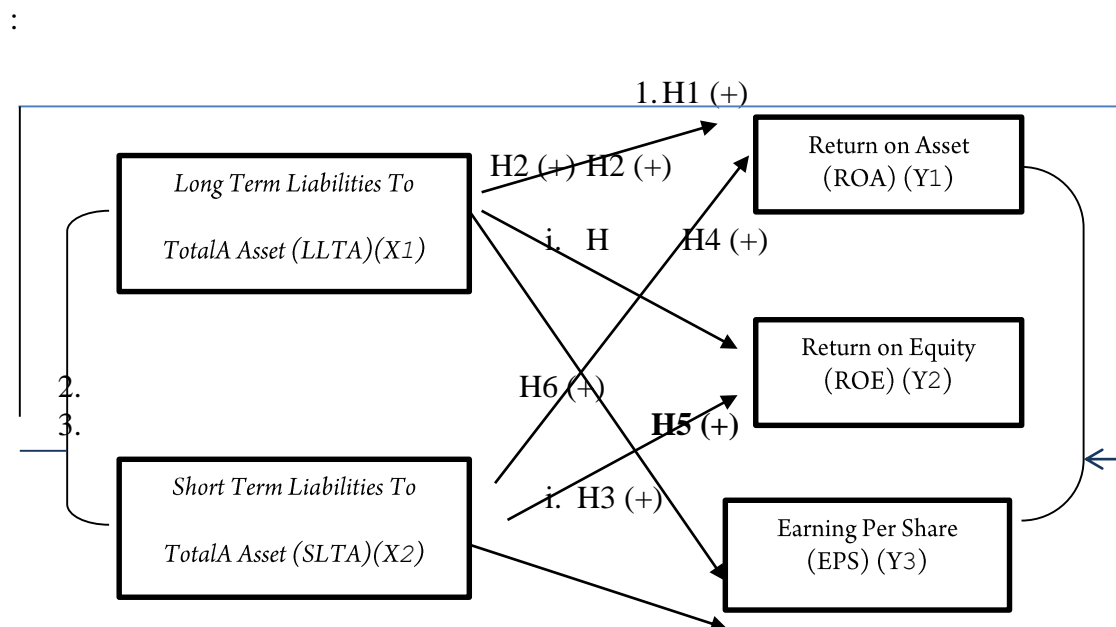 :
1. H1 (+)
H2 (+) H2 (+)
Long Term Liabilities To
TotalA Asset (LLTA)(X1)
Return on Asset
(ROA) (Y1)
i. H
H4 (+)
Return on Equity
(ROE) (Y2)
2.
3.
H6 (+)
H5 (+)
Short Term Liabilities To
TotalA Asset (SLTA)(X2)
i. H3 (+)
Earning Per Share
(EPS) (Y3)